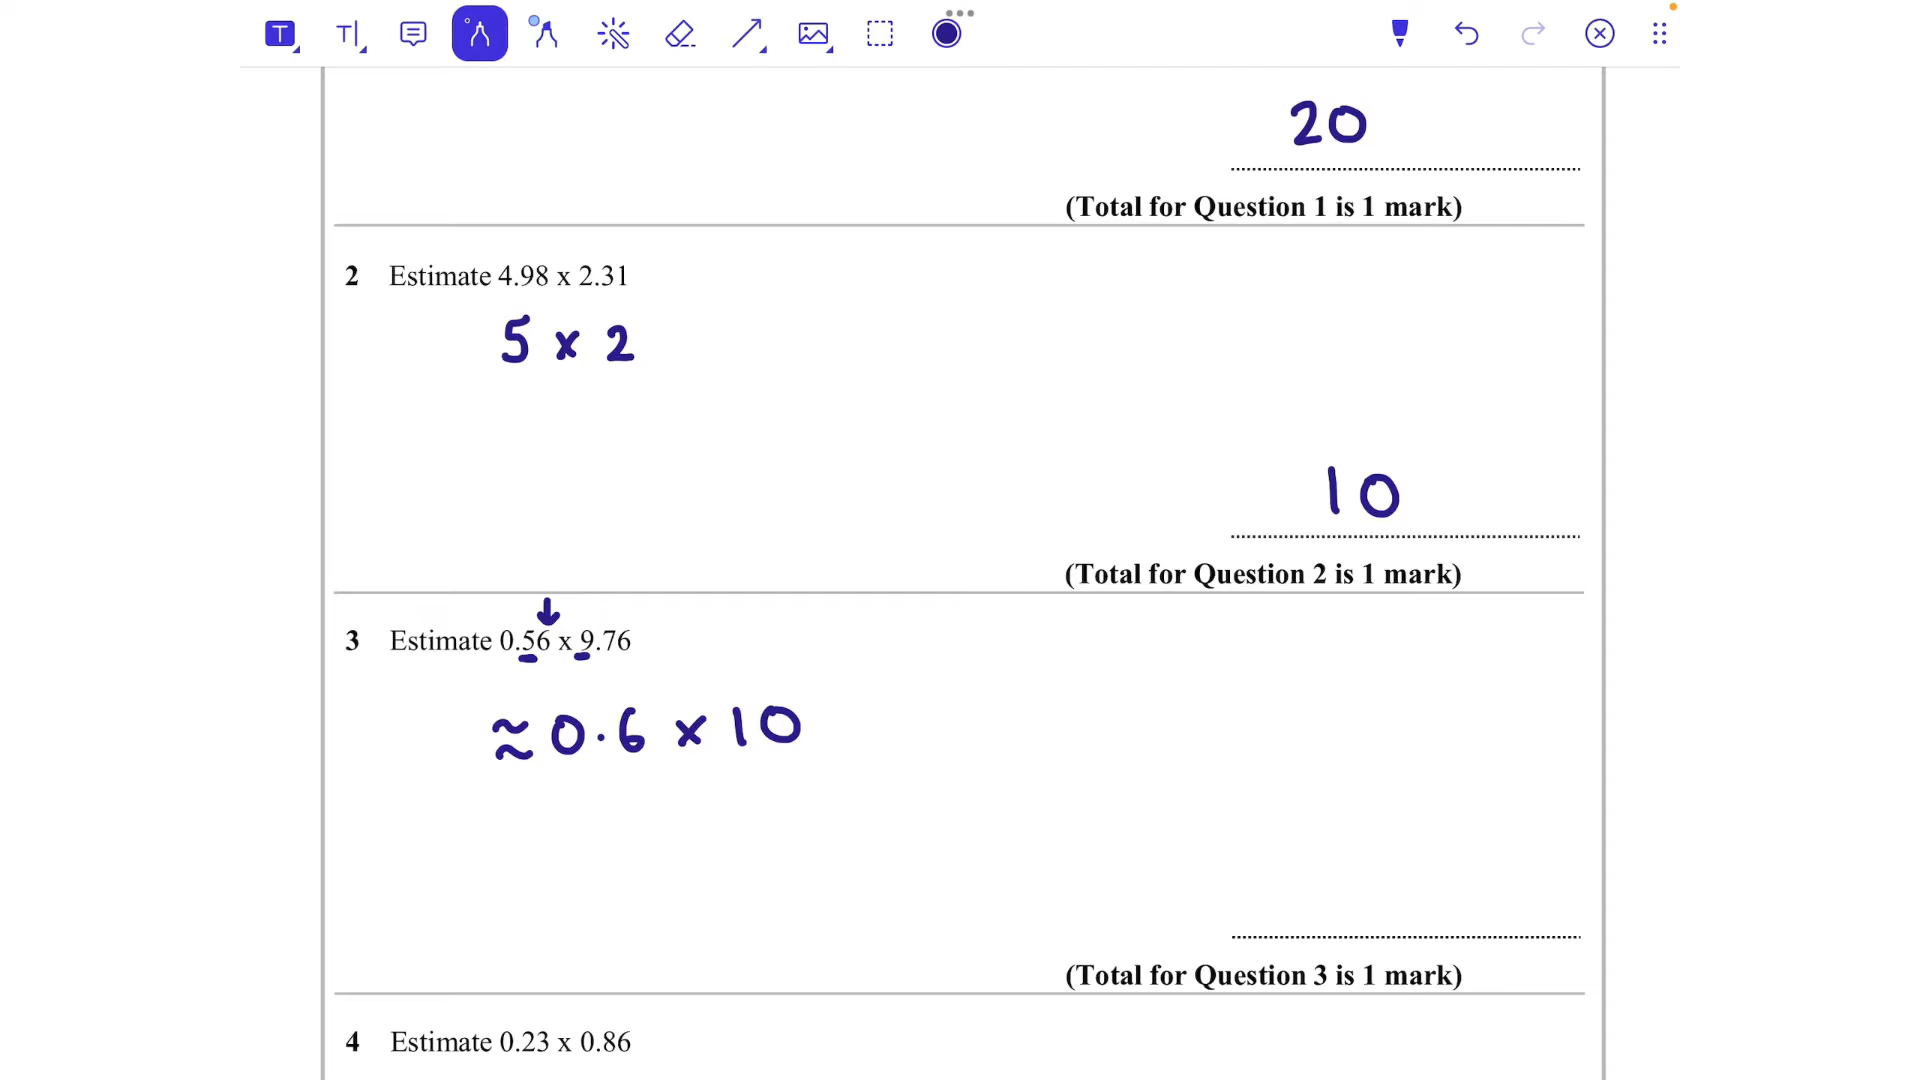 20
(Total for Question 1 is 1 mark)
2 Estimate 4.98 x 2.31
5 x 2
10
(Total for Question 2 is 1 mark)
3 Estimate 0.56 x 9.76
≈ 0.6 x 10
(Total for Question 3 is 1 mark)
4 Estimate 0.23 x 0.86